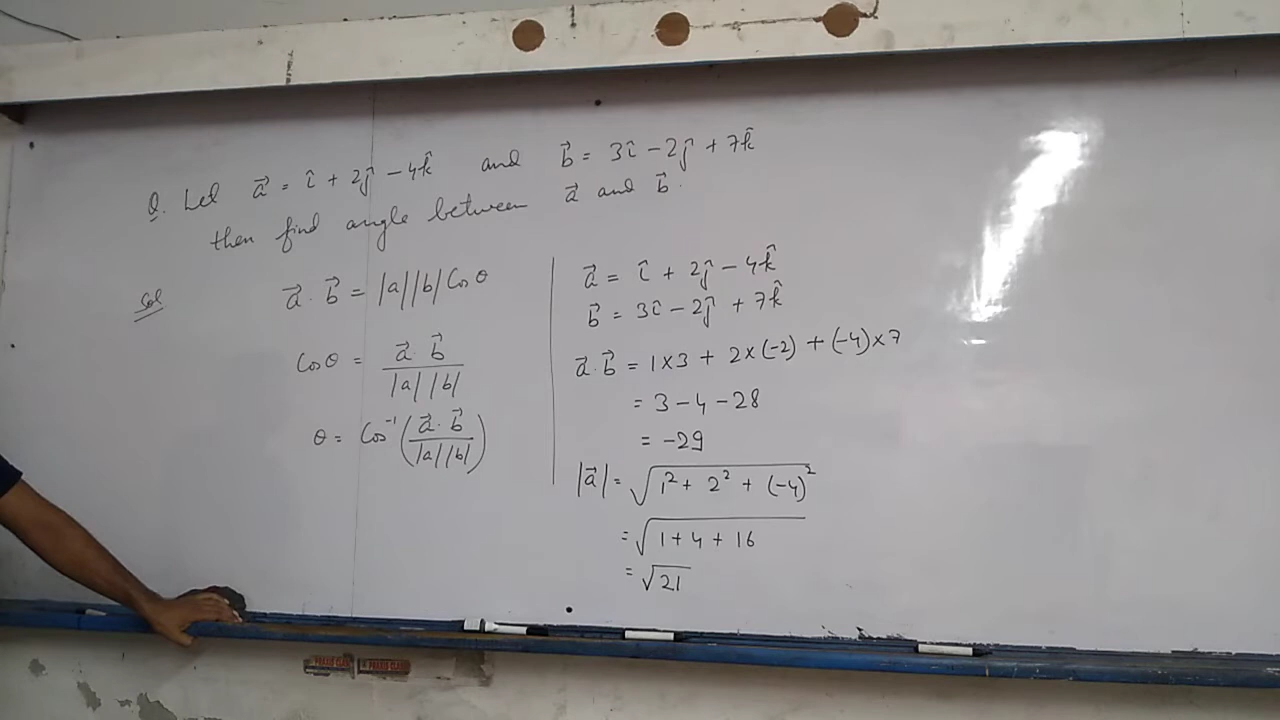 Q. Let a⃗ = î + 2ĵ - 4k̂ and b⃗ = 3î - 2ĵ + 7k̂
then find angle between a⃗ and b⃗.
Sol
a⃗ . b⃗ = |a| |b| Cos θ
Cos θ = a⃗ . b⃗ / |a| |b|
θ = Cos⁻¹ ( a⃗ . b⃗ / |a| |b| )
a⃗ = î + 2ĵ - 4k̂
b⃗ = 3î - 2ĵ + 7k̂
a⃗ . b⃗ = 1 × 3 + 2 × (-2) + (-4) × 7
= 3 - 4 - 28
= -29
|a⃗| = √(1² + 2² + (-4)²)
= √(1 + 4 + 16)
= √21